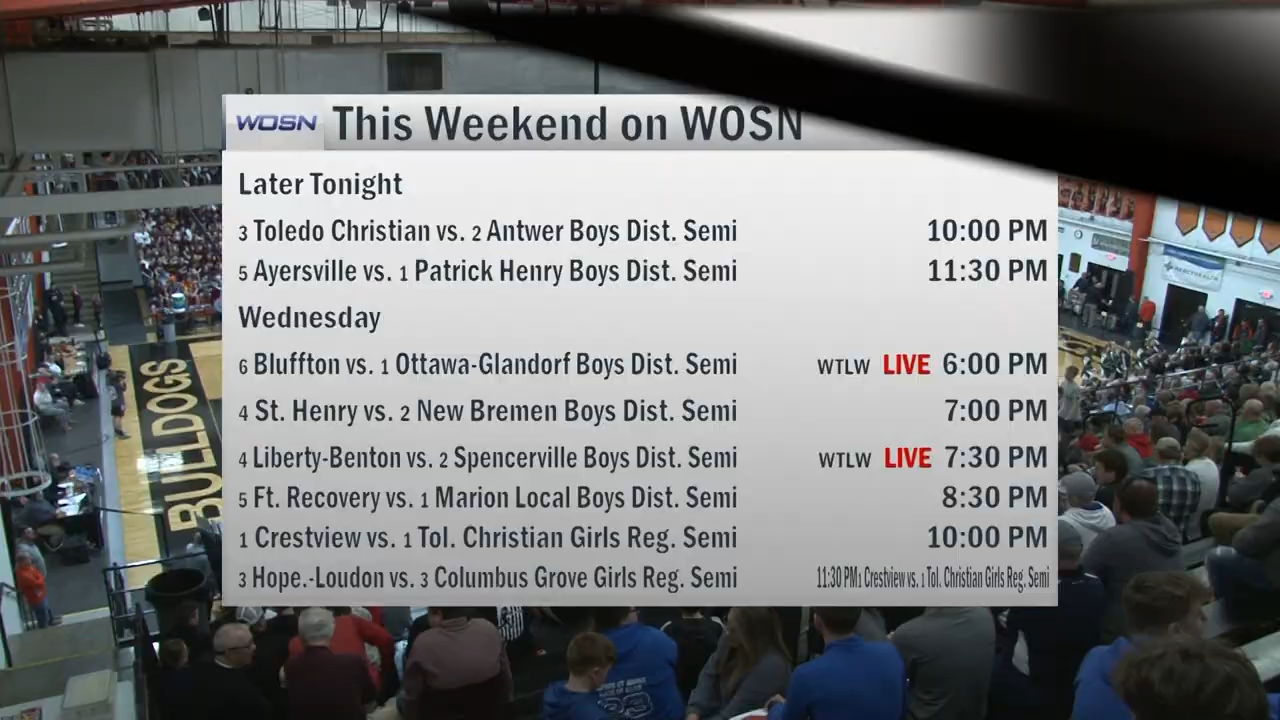 WOSN This Weekend on WOSN
Later Tonight
3 Toledo Christian vs. 2 Antwer Boys Dist. Semi 10:00 PM
5 Ayersville vs. 1 Patrick Henry Boys Dist. Semi 11:30 PM
Wednesday
6 Bluffton vs. 1 Ottawa-Glandorf Boys Dist. Semi WTLW LIVE 6:00 PM
4 St. Henry vs. 2 New Bremen Boys Dist. Semi 7:00 PM
4 Liberty-Benton vs. 2 Spencerville Boys Dist. Semi WTLW LIVE 7:30 PM
5 Ft. Recovery vs. 1 Marion Local Boys Dist. Semi 8:30 PM
1 Crestview vs. 1 Tol. Christian Girls Reg. Semi 10:00 PM
3 Hope.-Loudon vs. 3 Columbus Grove Girls Reg. Semi 11:30 PM1 Crestview vs. 1 Tol. Christian Girls Reg. Semi
BULLDOGS